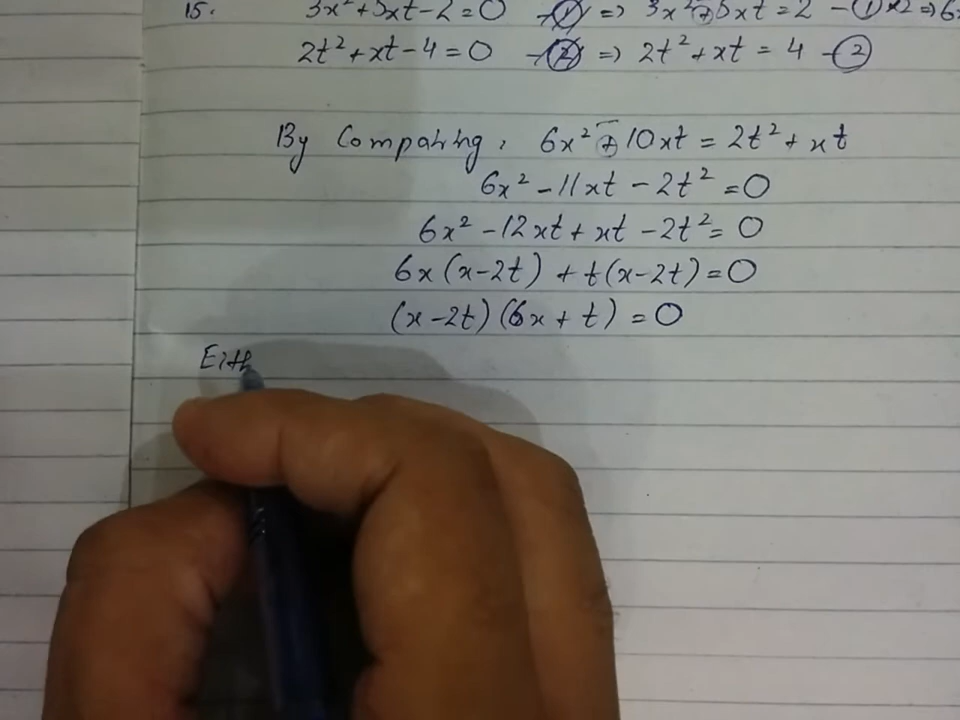 15. 3x² + 5xt - 2 = 0 - ① => 3x² - 5xt = 2 - ① x 2 => 6x
2t² + xt - 4 = 0 - ② => 2t² + xt = 4 - ②
By Comparing, 6x² - 10xt = 2t² + xt
6x² - 11xt - 2t² = 0
6x² - 12xt + xt - 2t² = 0
6x(x-2t) + t(x-2t) = 0
(x-2t)(6x+t) = 0
Eith